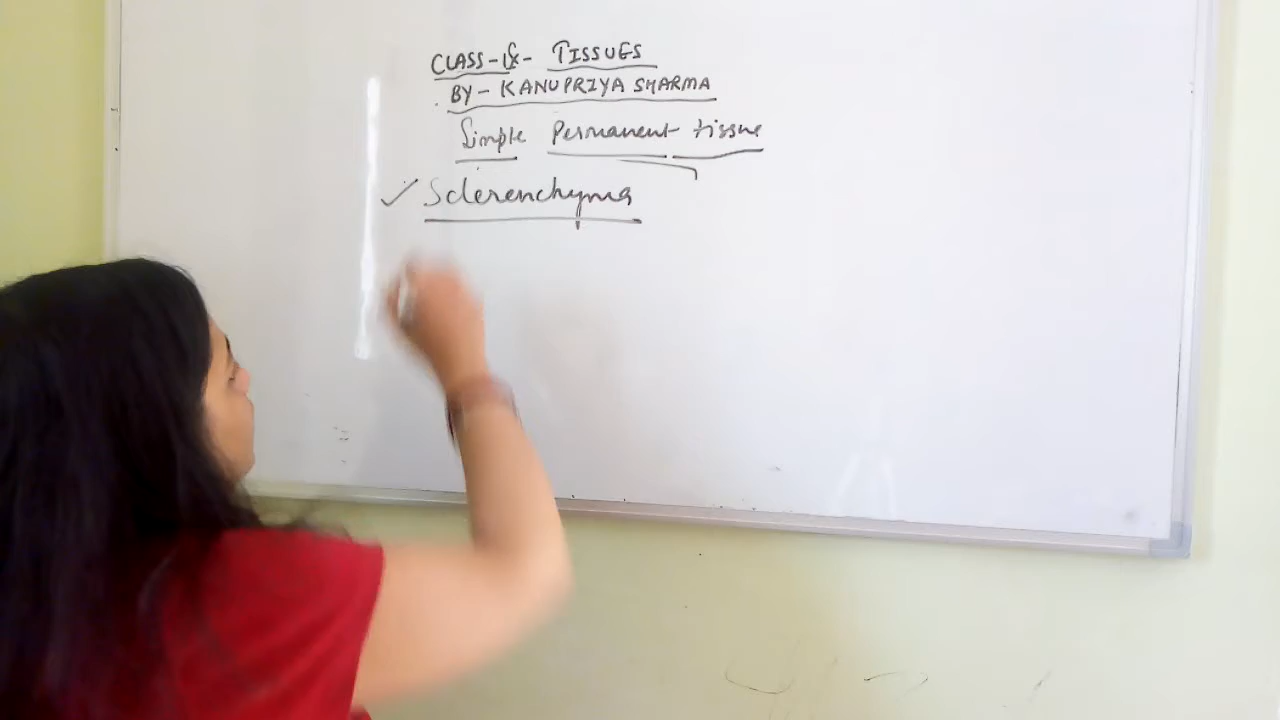 CLASS-IX- TISSUES
BY- KANUPRIYA SHARMA
Simple Permanent tissue
✓ Sclerenchyma